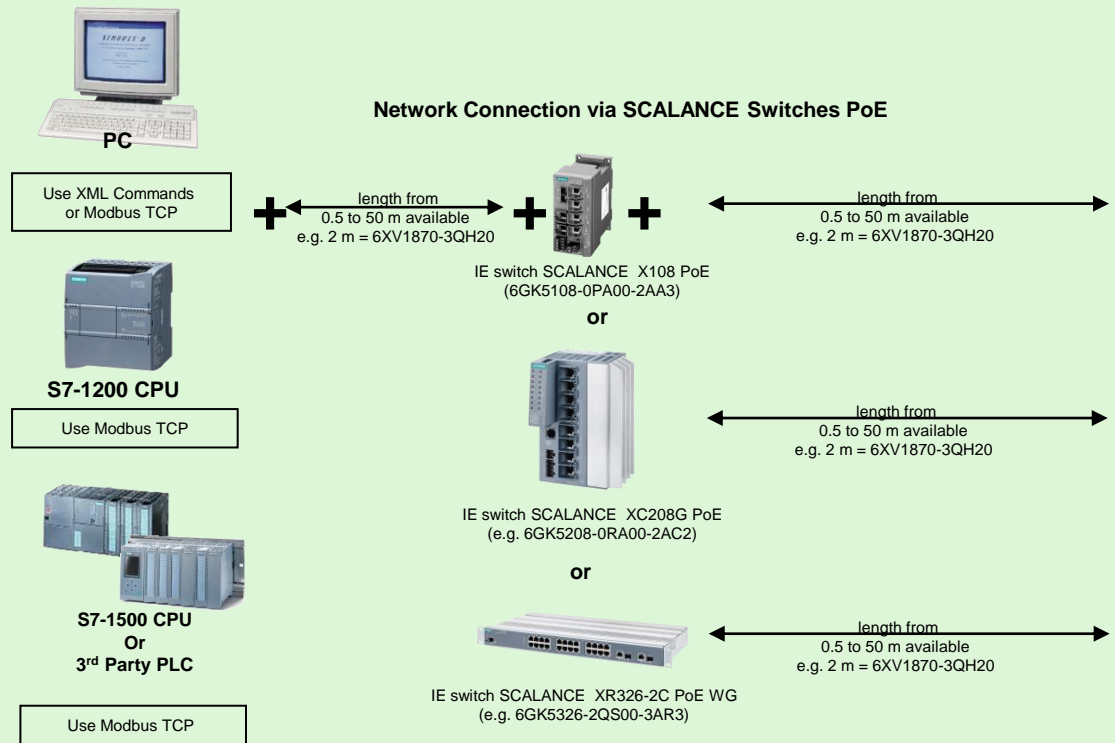 Network Connection via SCALANCE Switches PoE
PC
Use XML Commands
or Modbus TCP
length from
0.5 to 50 m available
e.g. 2 m = 6XV1870-3QH20
IE switch SCALANCE X108 PoE
(6GK5108-0PA00-2AA3)
length from
0.5 to 50 m available
e.g. 2 m = 6XV1870-3QH20
or
S7-1200 CPU
Use Modbus TCP
IE switch SCALANCE XC208G PoE
(e.g. 6GK5208-0RA00-2AC2)
length from
0.5 to 50 m available
e.g. 2 m = 6XV1870-3QH20
or
S7-1500 CPU
Or
3rd Party PLC
Use Modbus TCP
IE switch SCALANCE XR326-2C PoE WG
(e.g. 6GK5326-2QS00-3AR3)
length from
0.5 to 50 m available
e.g. 2 m = 6XV1870-3QH20